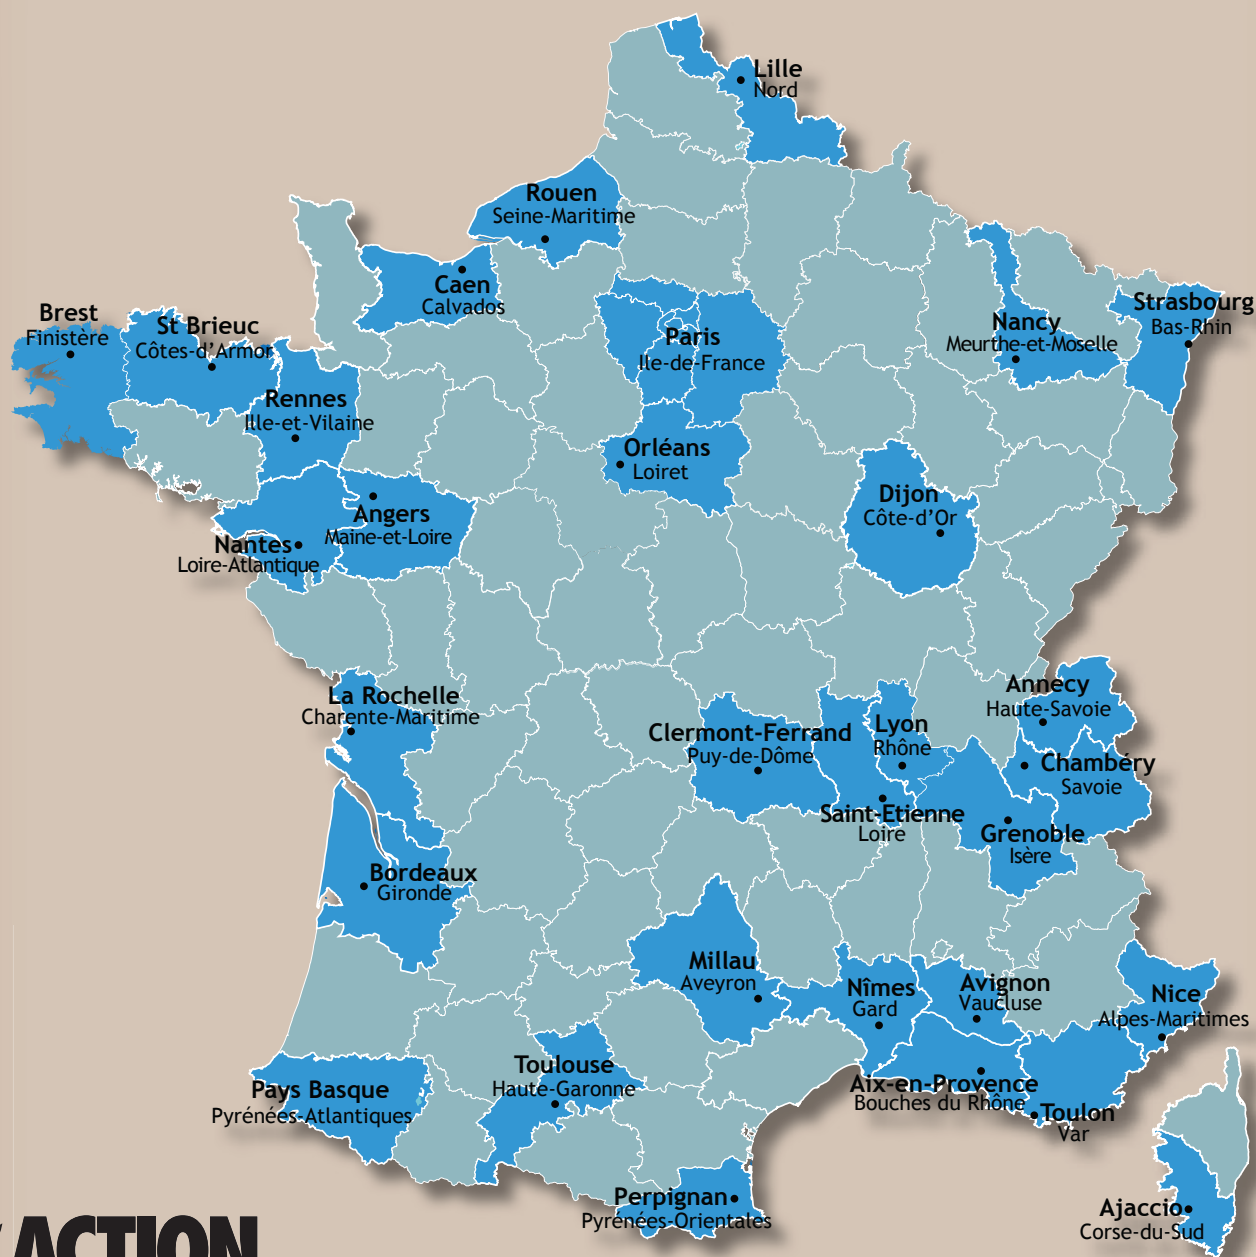 Lille
Nord
Rouen
Seine-Maritime
Caen
Calvados
Brest
Finistère
St Brieuc
Côtes-d'Armor
Rennes
Ille-et-Vilaine
Paris
Ile-de-France
Nancy
Meurthe-et-Moselle
Strasbourg
Bas-Rhin
Orléans
Loiret
Angers
Maine-et-Loire
Nantes
Loire-Atlantique
Dijon
Côte-d'Or
La Rochelle
Charente-Maritime
Clermont-Ferrand
Puy-de-Dôme
Lyon
Rhône
Annecy
Haute-Savoie
Chambéry
Savoie
Saint-Etienne
Loire
Grenoble
Isère
Bordeaux
Gironde
Millau
Aveyron
Nîmes
Gard
Avignon
Vaucluse
Nice
Alpes-Maritimes
Toulouse
Haute-Garonne
Pays Basque
Pyrénées-Atlantiques
Aix-en-Provence
Bouches du Rhône
Toulon
Var
Perpignan
Pyrénées-Orientales
Ajaccio
Corse-du-Sud
ACTION